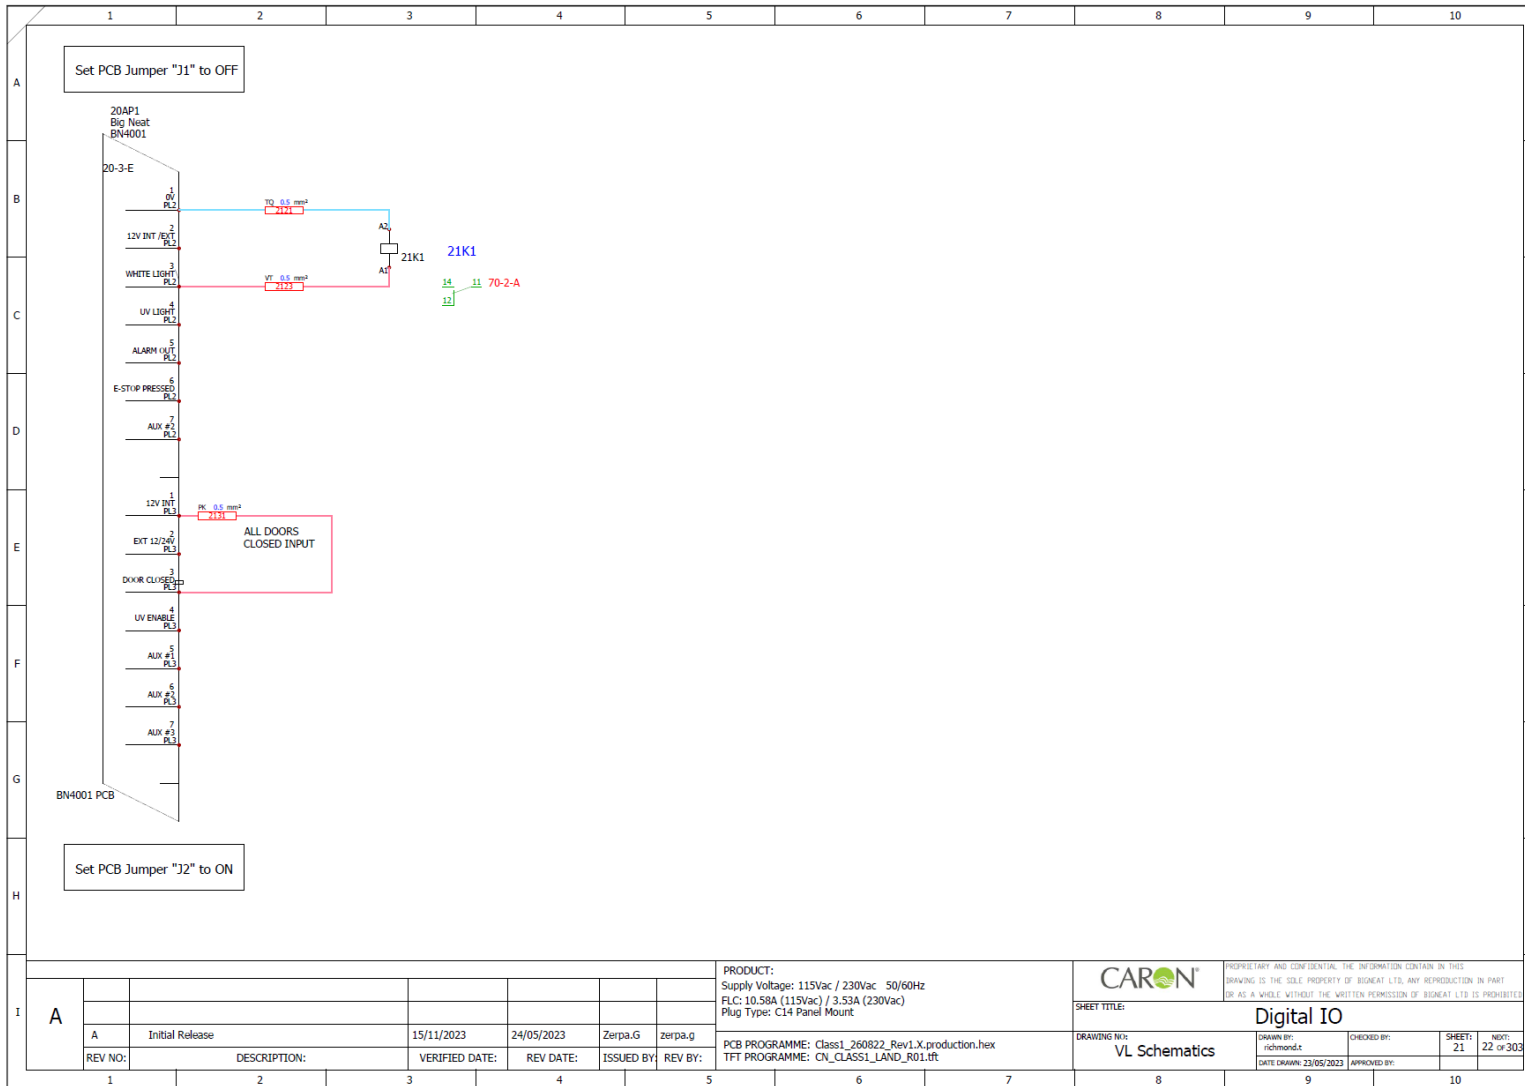 1 2 3 4 5 6 7 8 9 10
A
B
C
D
E
F
G
H
I
Set PCB Jumper "J1" to OFF
20AP1
Big Neat
BN4001
20-3-E
1
0V
PL2
TQ 0.5 mm²
2121
2
12V INT /EXT
PL2
A2
21K1
21K1
A1
3
WHITE LIGHT
PL2
VT 0.5 mm²
2123
14 11 70-2-A
12
4
UV LIGHT
PL2
5
ALARM OUT
PL2
6
E-STOP PRESSED
PL2
7
AUX #2
PL2
1
12V INT
PL3
PK 0.5 mm²
2131
ALL DOORS
CLOSED INPUT
2
EXT 12/24V
PL3
3
DOOR CLOSED
PL3
4
UV ENABLE
PL3
5
AUX #1
PL3
6
AUX #2
PL3
7
AUX #3
PL3
BN4001 PCB
Set PCB Jumper "J2" to ON
A
A Initial Release 15/11/2023 24/05/2023 Zerpa.G zerpa.g
REV NO: DESCRIPTION: VERIFIED DATE: REV DATE: ISSUED BY: REV BY:
PRODUCT:
Supply Voltage: 115Vac / 230Vac 50/60Hz
FLC: 10.58A (115Vac) / 3.53A (230Vac)
Plug Type: C14 Panel Mount
PCB PROGRAMME: Class1_260822_Rev1.X.production.hex
TFT PROGRAMME: CN_CLASS1_LAND_R01.tft
CARON®
PROPRIETARY AND CONFIDENTIAL THE INFORMATION CONTAIN IN THIS
DRAWING IS THE SOLE PROPERTY OF BIGNEAT LTD, ANY REPRODUCTION IN PART
OR AS A WHOLE WITHOUT THE WRITTEN PERMISSION OF BIGNEAT LTD IS PROHIBITED
SHEET TITLE:
Digital IO
DRAWING NO:
VL Schematics
DRAWN BY:
richmond.t
CHECKED BY:
DATE DRAWN: 23/05/2023
APPROVED BY:
SHEET:
21
NEXT:
22 OF 303
1 2 3 4 5 6 7 8 9 10